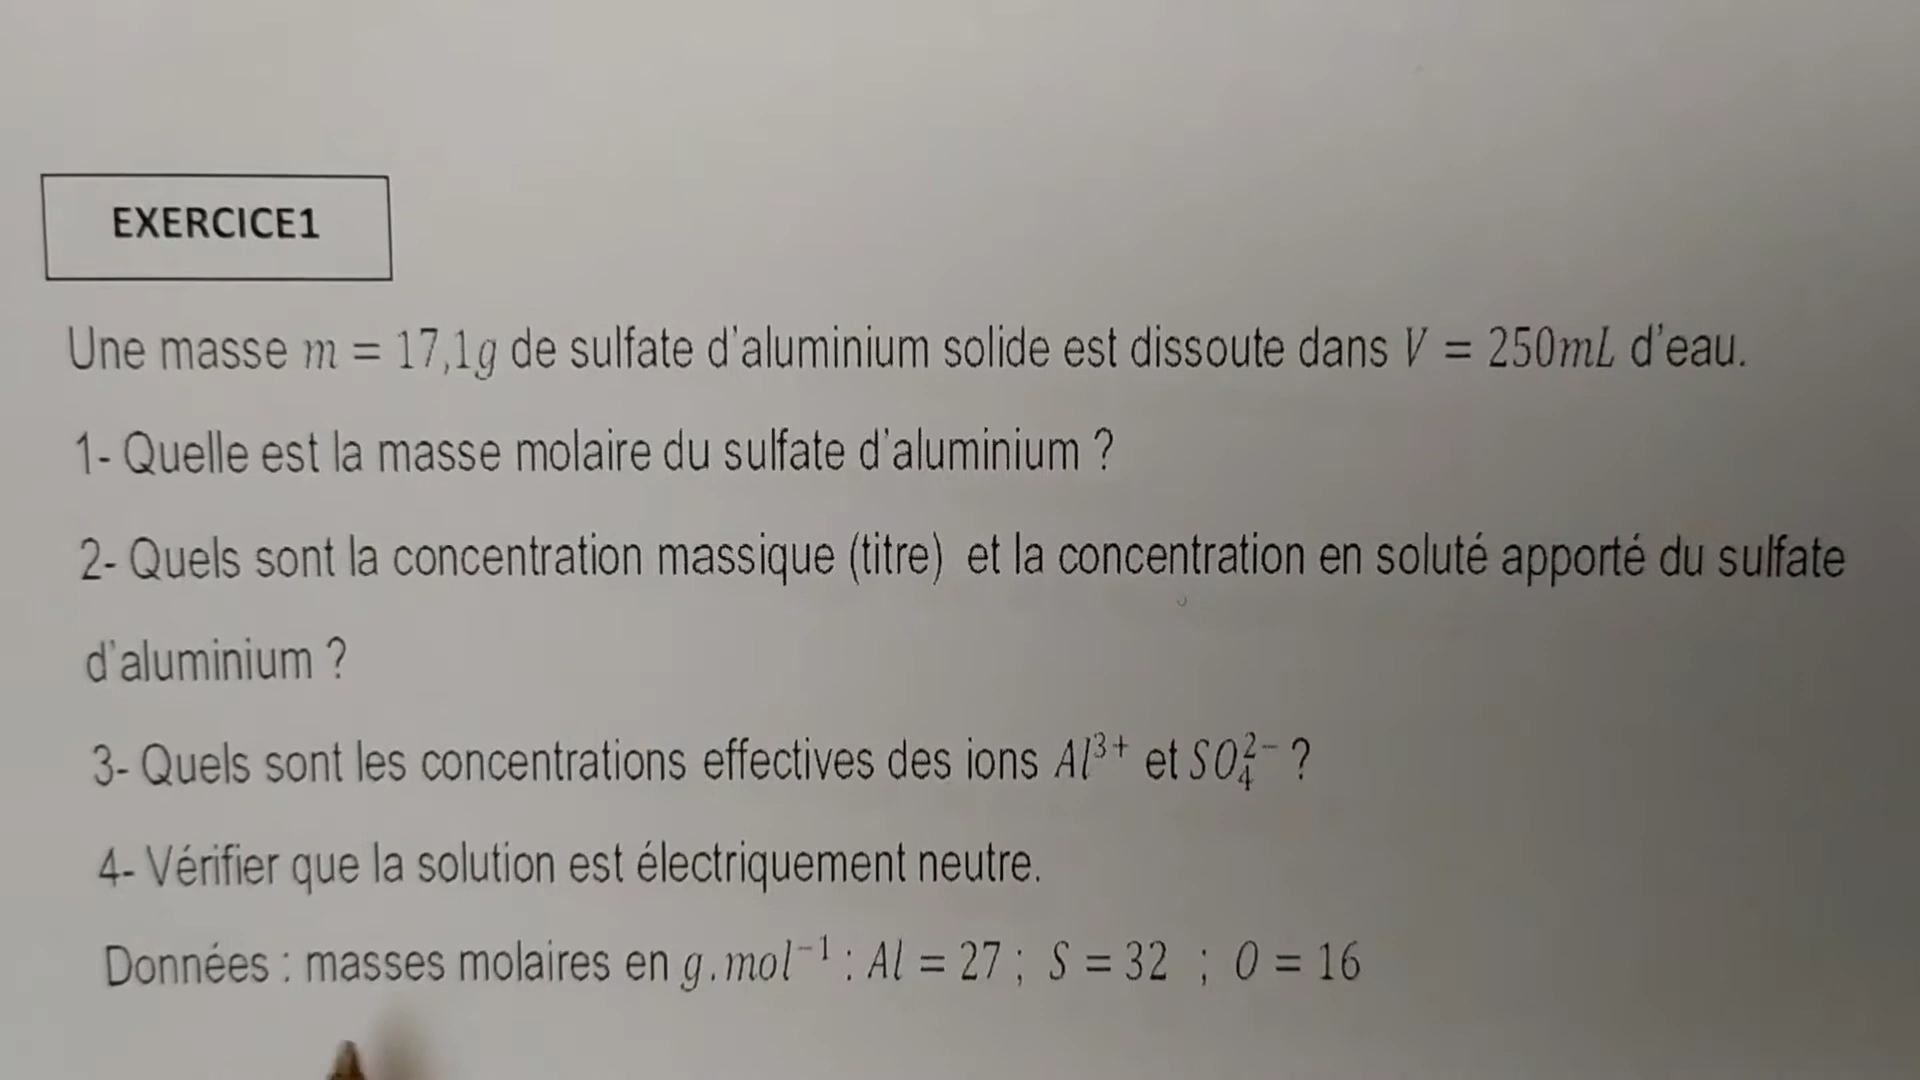 EXERCICE1
Une masse m = 17,1g de sulfate d'aluminium solide est dissoute dans V = 250mL d'eau.
1- Quelle est la masse molaire du sulfate d'aluminium ?
2- Quels sont la concentration massique (titre) et la concentration en soluté apporté du sulfate
d'aluminium ?
3- Quels sont les concentrations effectives des ions Al³⁺ et SO₄²⁻ ?
4- Vérifier que la solution est électriquement neutre.
Données : masses molaires en g.mol⁻¹ : Al = 27 ; S = 32 ; O = 16